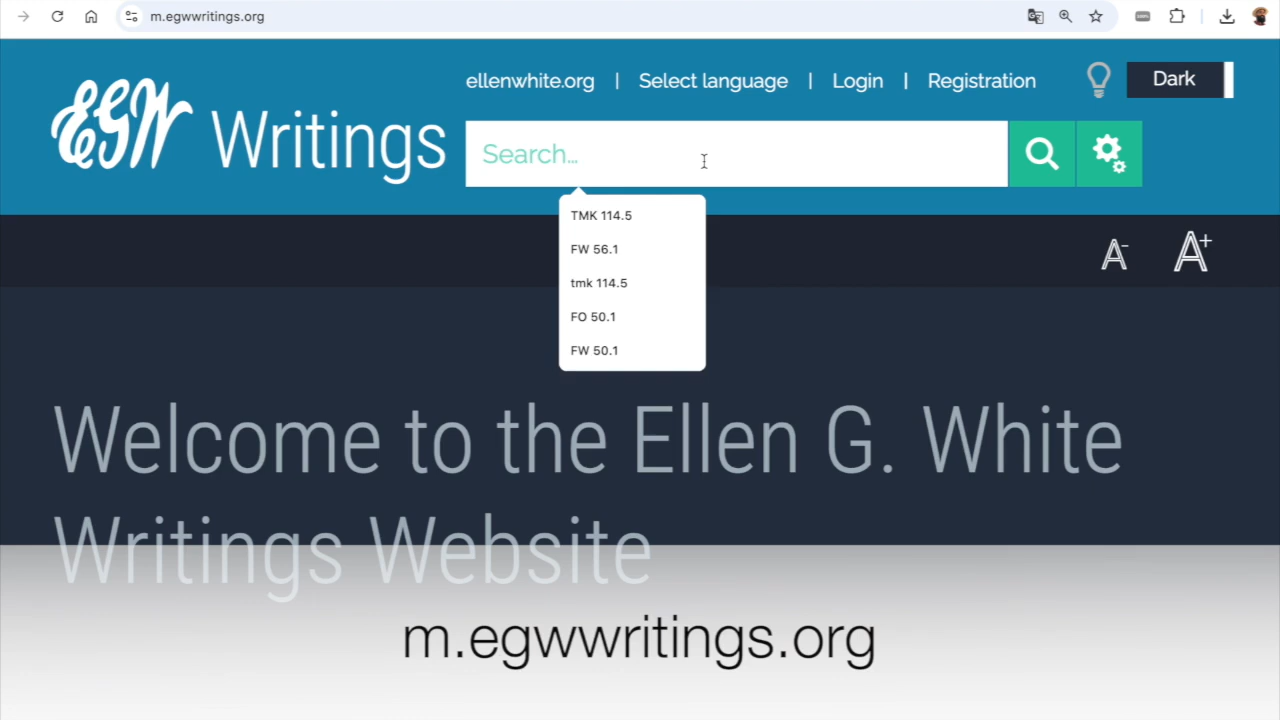 m.egwwritings.org
ellenwhite.org | Select language | Login | Registration
Dark
EGW Writings
Search...
TMK 114.5
FW 56.1
tmk 114.5
FO 50.1
FW 50.1
A- A+
Welcome to the Ellen G. White
Writings Website
m.egwwritings.org